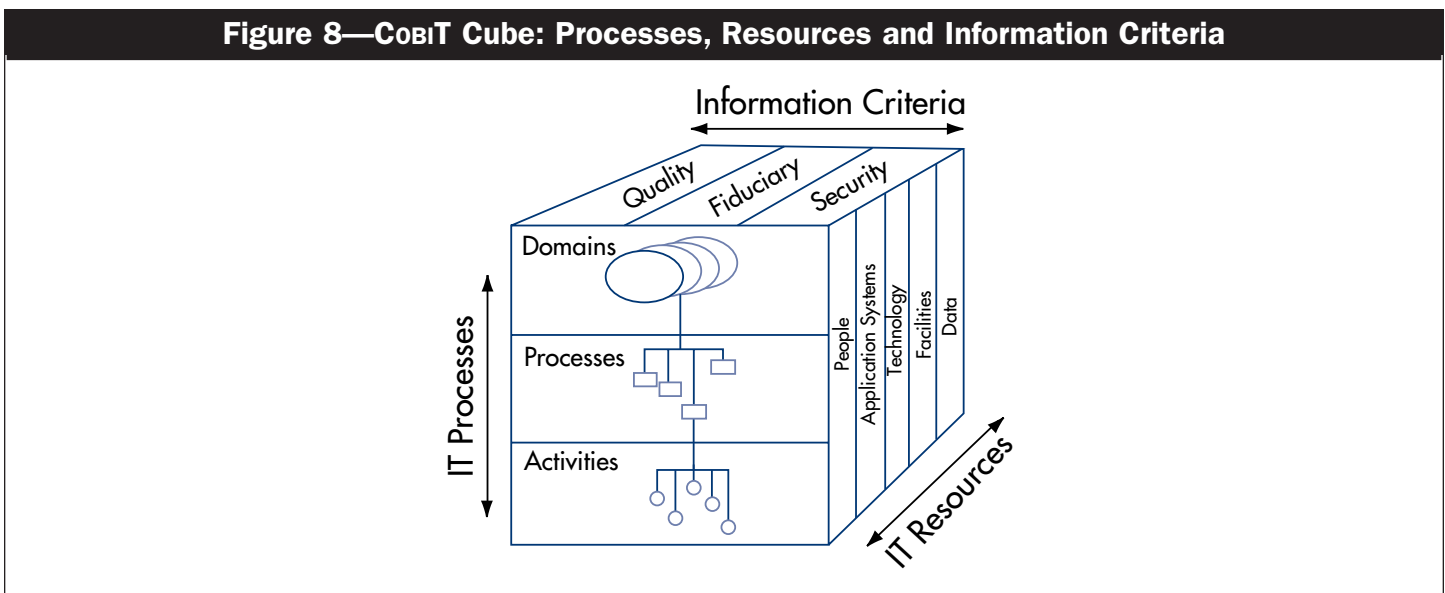 Figure 8—COBIT Cube: Processes, Resources and Information Criteria
Information Criteria
Quality
Fiduciary
Security
Domains
Processes
Activities
IT Processes
People
Application Systems
Technology
Facilities
Data
IT Resources